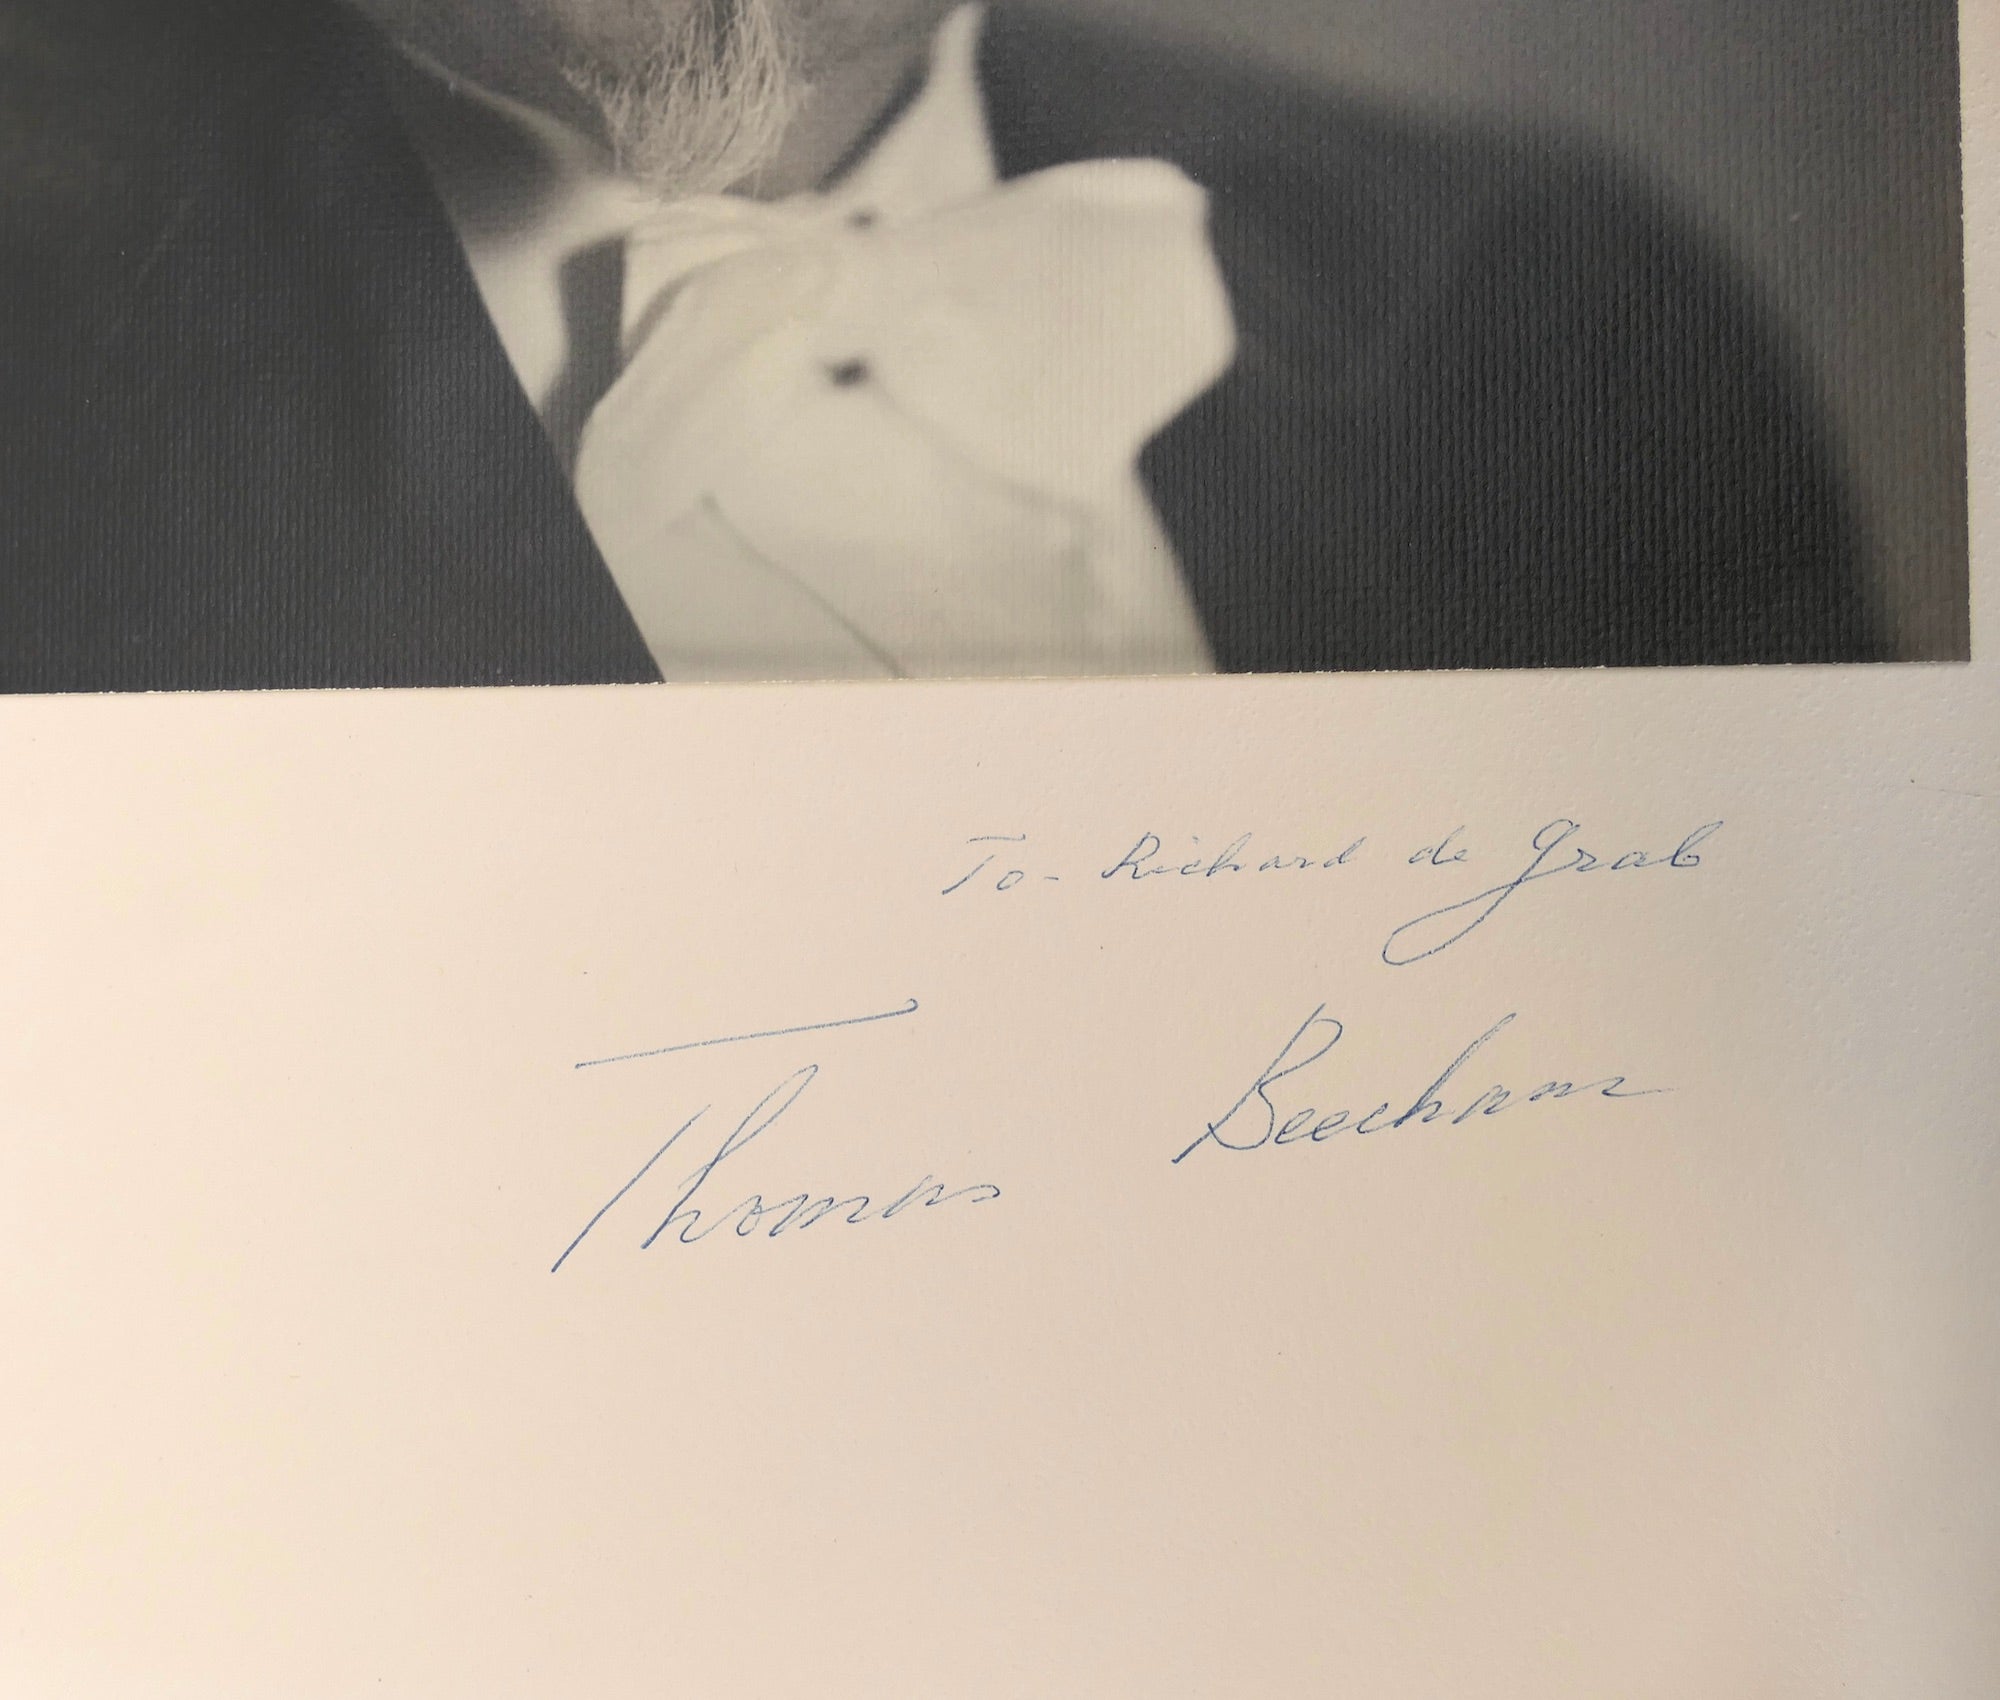 To - Richard de Grab
Thomas Beecham